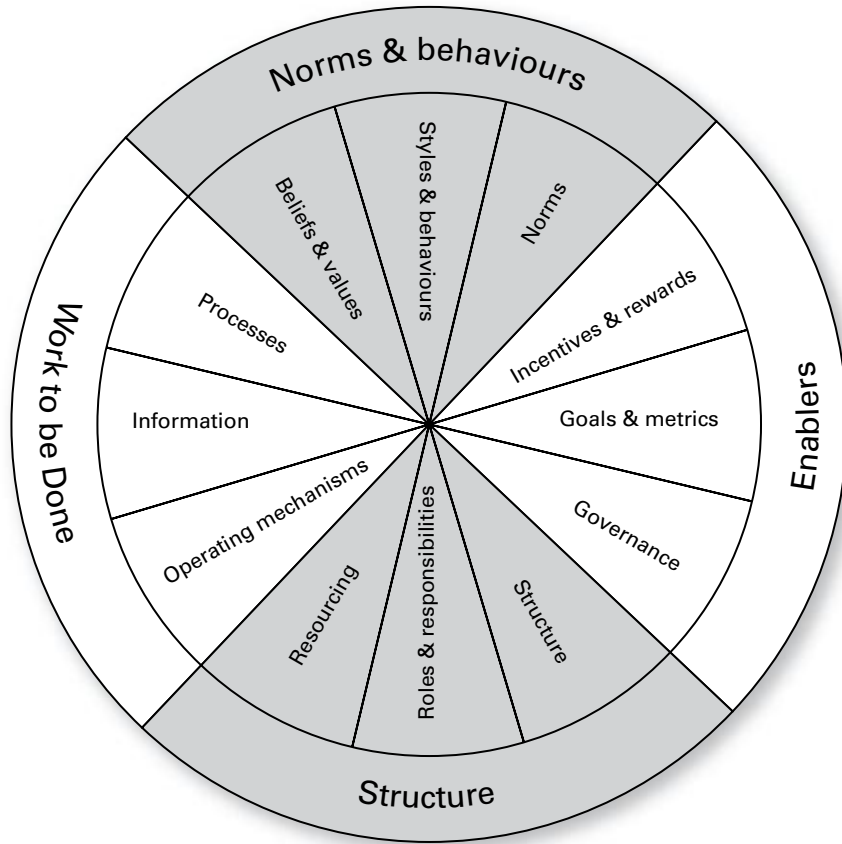 Norms & behaviours
Beliefs & values
Styles & behaviours
Norms
Enablers
Incentives & rewards
Goals & metrics
Governance
Structure
Structure
Roles & responsibilities
Resourcing
Work to be Done
Operating mechanisms
Information
Processes